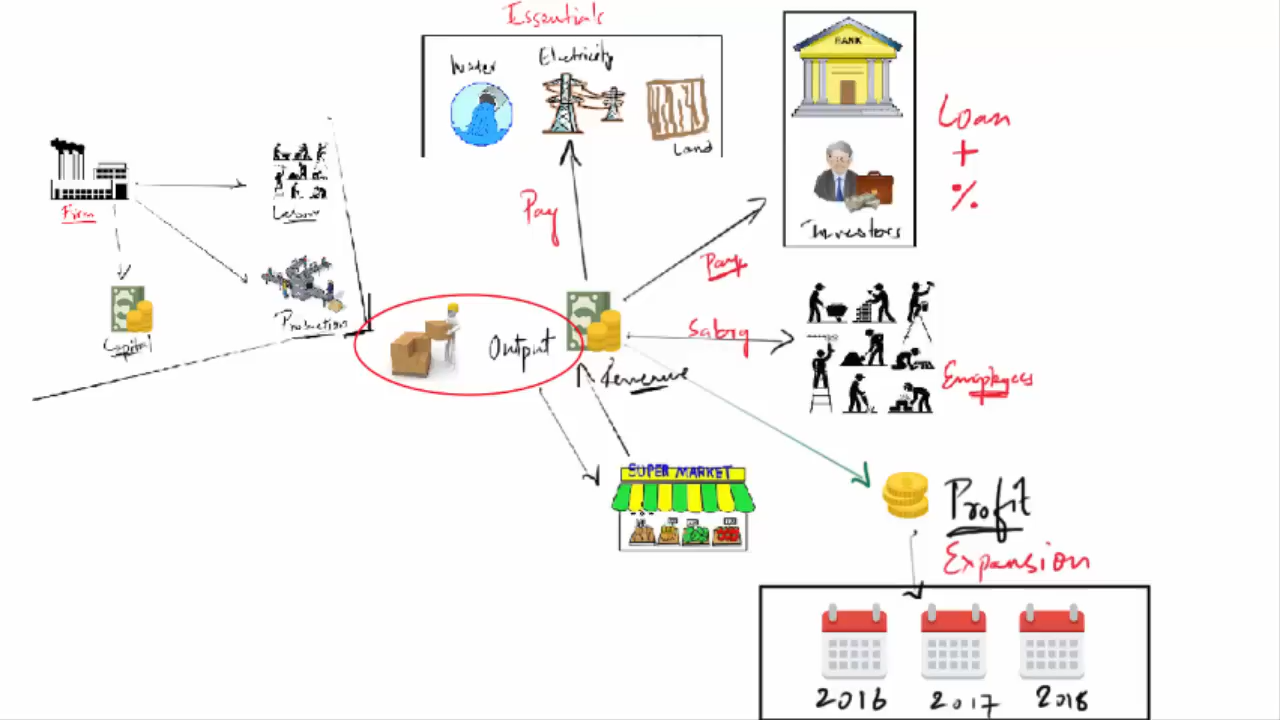 Essentials
Water
Electricity
Land
BANK
Investors
Loan
+
%
Firm
Labour
Capital
Production
Pay
Pay
Output
Revenue
Salary
Employees
SUPER MARKET
Profit
Expansion
2016
2017
2018